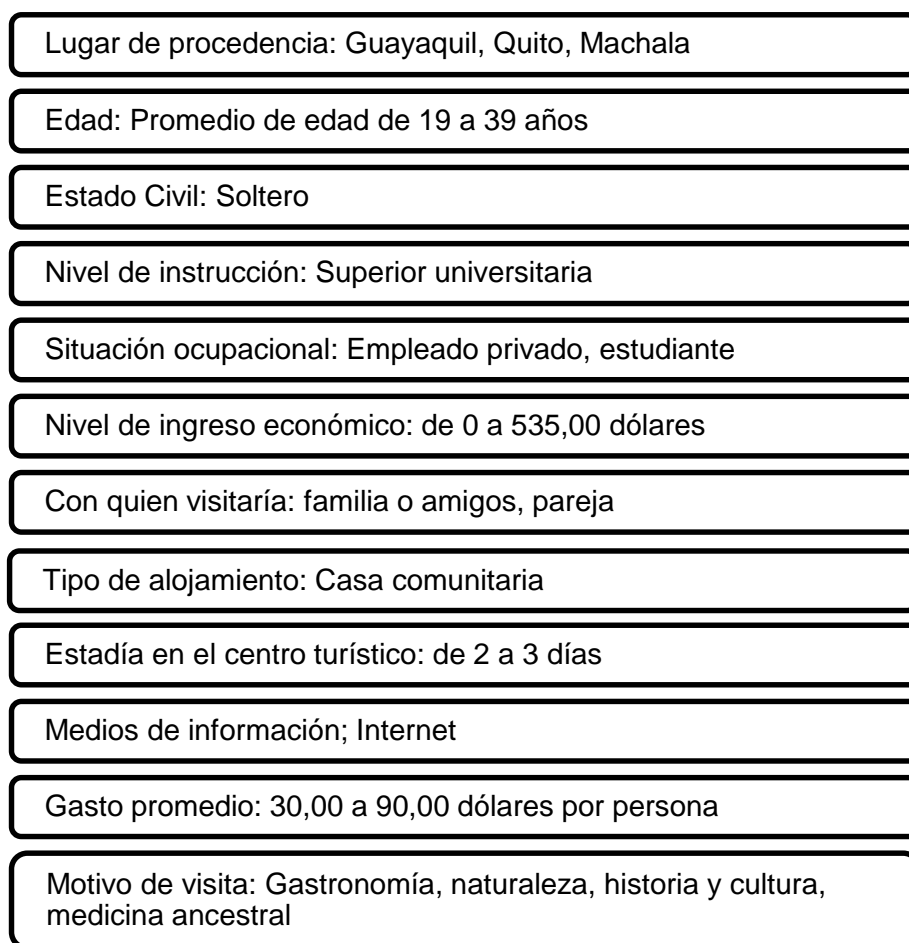 Lugar de procedencia: Guayaquil, Quito, Machala
Edad: Promedio de edad de 19 a 39 años
Estado Civil: Soltero
Nivel de instrucción: Superior universitaria
Situación ocupacional: Empleado privado, estudiante
Nivel de ingreso económico: de 0 a 535,00 dólares
Con quien visitaría: familia o amigos, pareja
Tipo de alojamiento: Casa comunitaria
Estadía en el centro turístico: de 2 a 3 días
Medios de información; Internet
Gasto promedio: 30,00 a 90,00 dólares por persona
Motivo de visita: Gastronomía, naturaleza, historia y cultura,
medicina ancestral